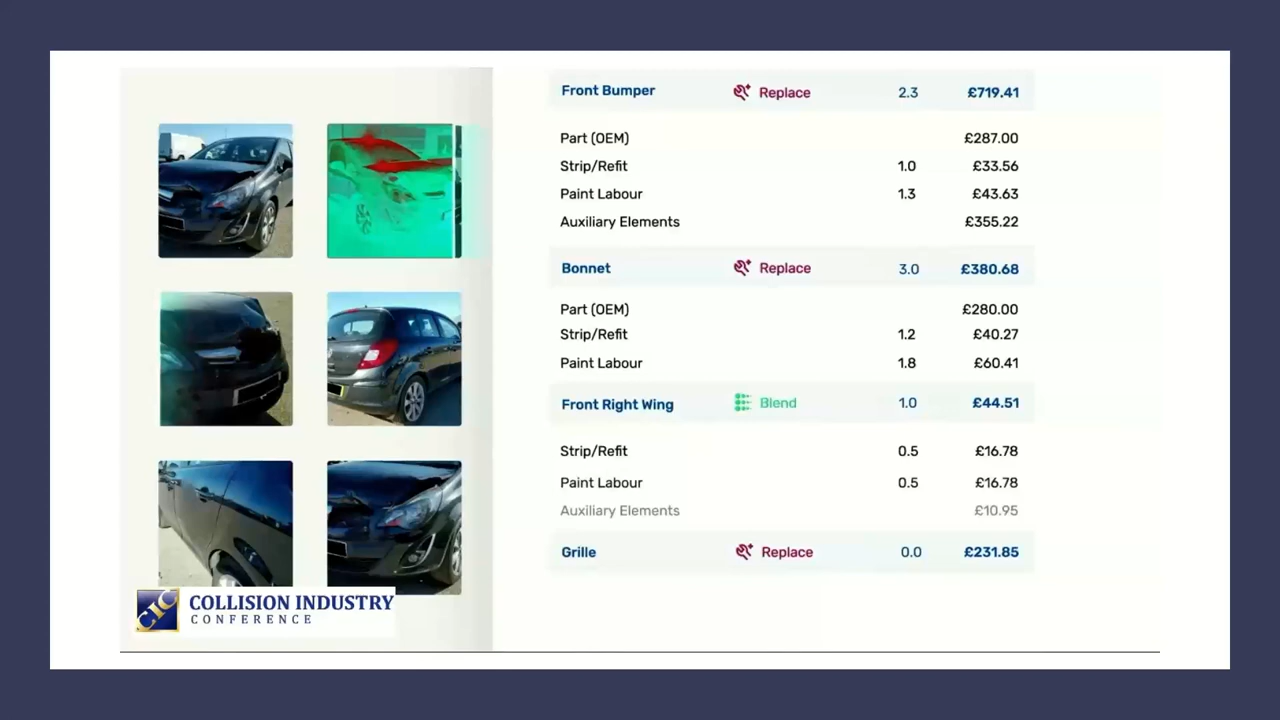 Front Bumper Replace 2.3 £719.41
Part (OEM) £287.00
Strip/Refit 1.0 £33.56
Paint Labour 1.3 £43.63
Auxiliary Elements £355.22
Bonnet Replace 3.0 £380.68
Part (OEM) £280.00
Strip/Refit 1.2 £40.27
Paint Labour 1.8 £60.41
Front Right Wing Blend 1.0 £44.51
Strip/Refit 0.5 £16.78
Paint Labour 0.5 £16.78
Auxiliary Elements £10.95
Grille Replace 0.0 £231.85
CIC COLLISION INDUSTRY
CONFERENCE